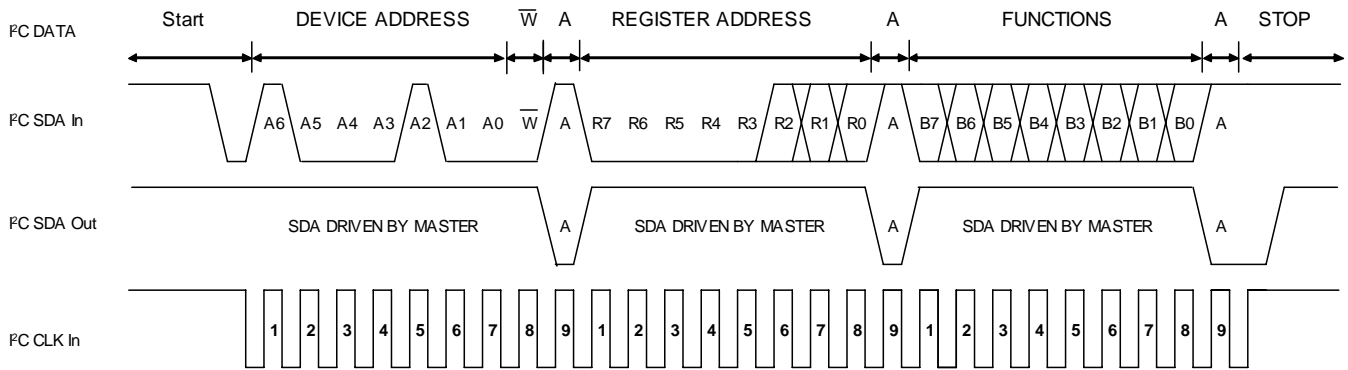 I²C DATA Start DEVICE ADDRESS W̅ A REGISTER ADDRESS A FUNCTIONS A STOP
I²C SDA In A6 A5 A4 A3 A2 A1 A0 W̅ A R7 R6 R5 R4 R3 R2 R1 R0 A B7 B6 B5 B4 B3 B2 B1 B0 A
I²C SDA Out SDA DRIVEN BY MASTER A SDA DRIVEN BY MASTER A SDA DRIVEN BY MASTER A
I²C CLK In 1 2 3 4 5 6 7 8 9 1 2 3 4 5 6 7 8 9 1 2 3 4 5 6 7 8 9